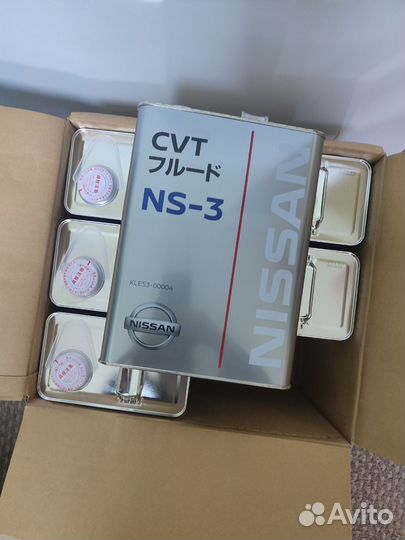 CVT
フルード
NS-3
KLE53-00004
NISSAN
NISSAN
Avito